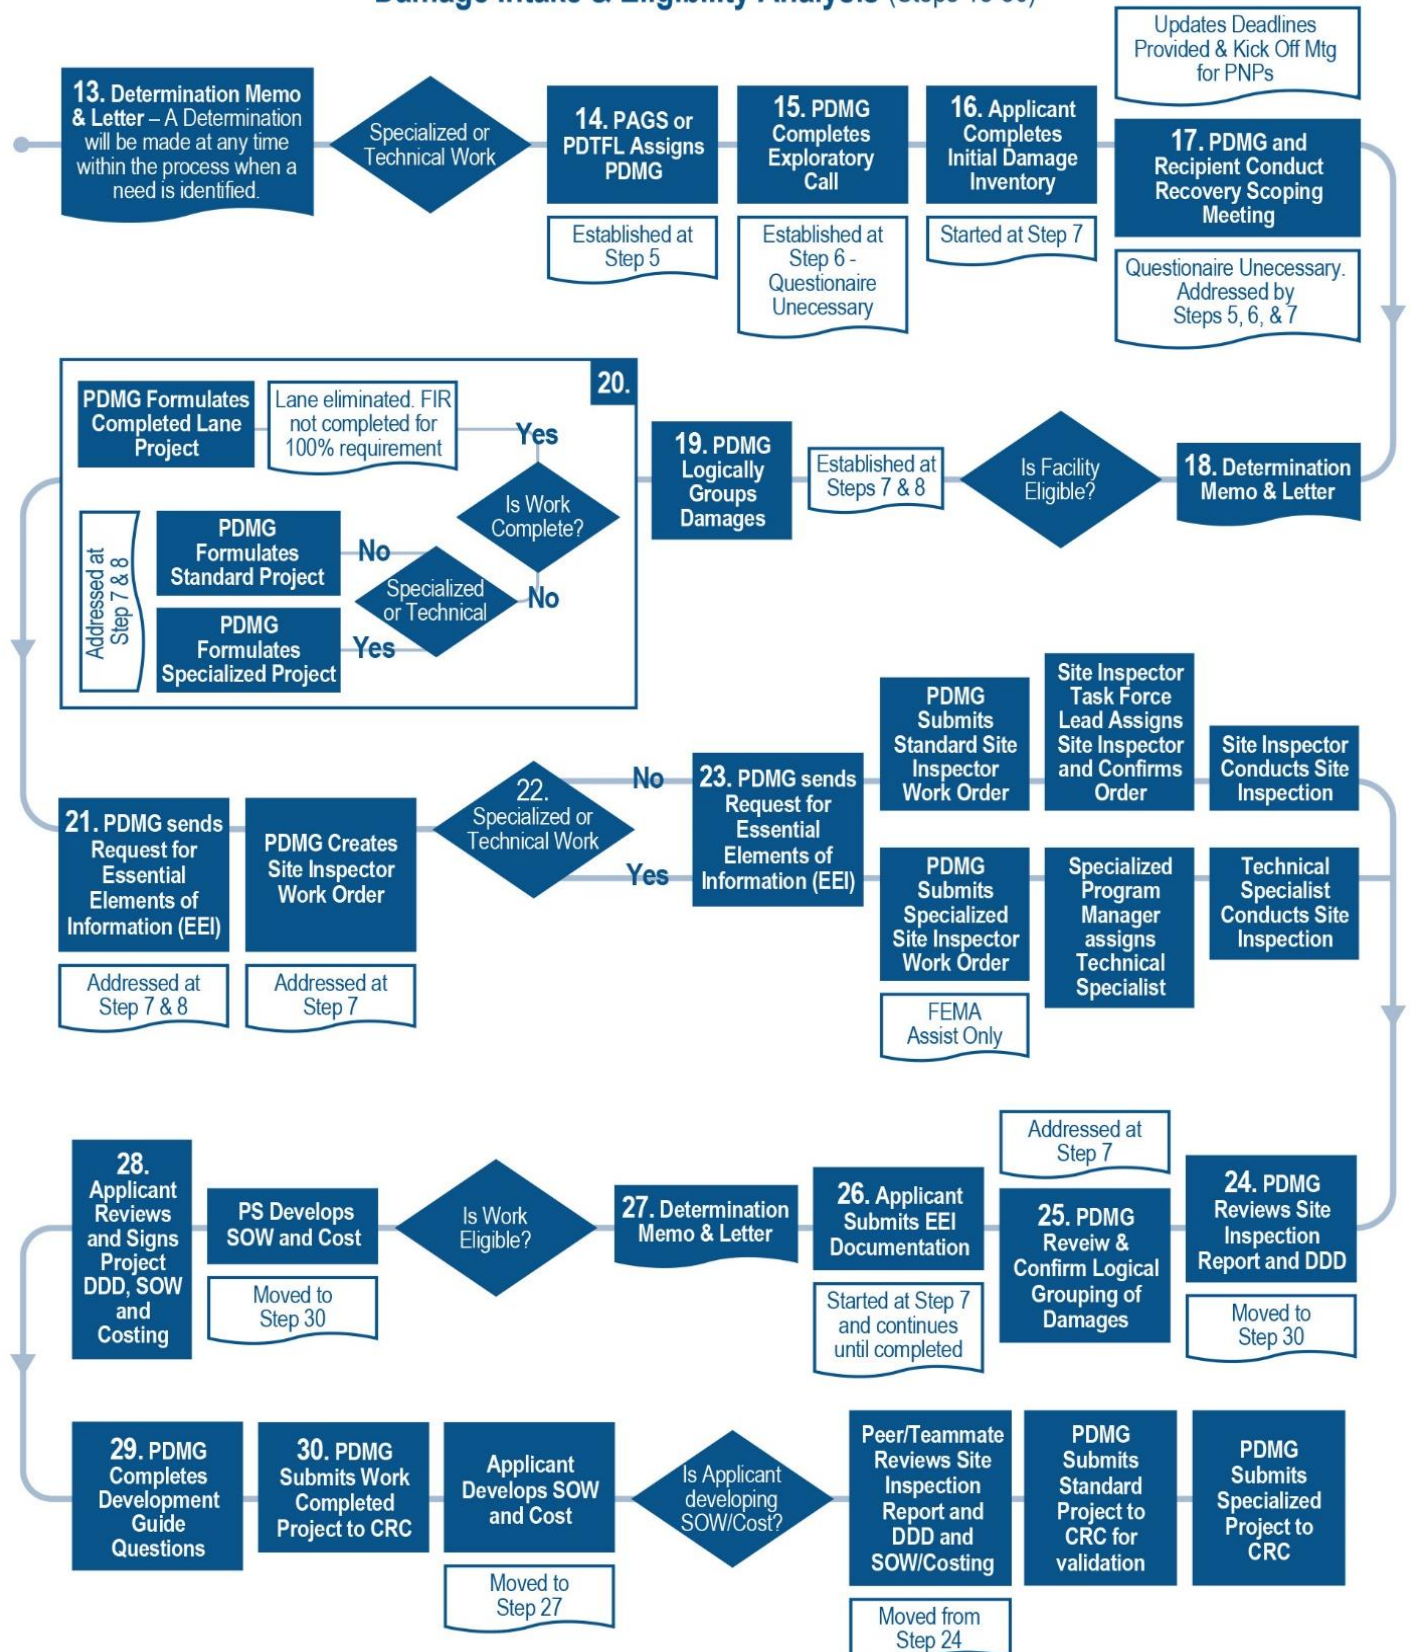 Damage Intake & Eligibility Analysis (Steps 13-30)
Updates Deadlines
Provided & Kick Off Mtg
for PNPs
13. Determination Memo
& Letter – A Determination
will be made at any time
within the process when a
need is identified.
Specialized or
Technical Work
14. PAGS or
PDTFL Assigns
PDMG
Established at
Step 5
15. PDMG
Completes
Exploratory
Call
Established at
Step 6 -
Questionaire
Unecessary
16. Applicant
Completes
Initial Damage
Inventory
Started at Step 7
17. PDMG and
Recipient Conduct
Recovery Scoping
Meeting
Questionaire Unecessary.
Addressed by
Steps 5, 6, & 7
18. Determination
Memo & Letter
Is Facility
Eligible?
Established at
Steps 7 & 8
19. PDMG
Logically
Groups
Damages
20.
PDMG Formulates
Completed Lane
Project
Lane eliminated. FIR
not completed for
100% requirement
Yes
Is Work
Complete?
No
Specialized
or Technical
No
Yes
PDMG
Formulates
Standard Project
PDMG
Formulates
Specialized Project
Addressed at
Step 7 & 8
21. PDMG sends
Request for
Essential
Elements of
Information (EEI)
Addressed at
Step 7 & 8
PDMG Creates
Site Inspector
Work Order
Addressed at
Step 7
22.
Specialized or
Technical Work
No
Yes
23. PDMG sends
Request for
Essential
Elements of
Information (EEI)
PDMG
Submits
Standard Site
Inspector
Work Order
Site Inspector
Task Force
Lead Assigns
Site Inspector
and Confirms
Order
Site Inspector
Conducts Site
Inspection
PDMG
Submits
Specialized
Site Inspector
Work Order
FEMA
Assist Only
Specialized
Program
Manager
assigns
Technical
Specialist
Technical
Specialist
Conducts Site
Inspection
24. PDMG
Reviews Site
Inspection
Report and DDD
Moved to
Step 30
Addressed at
Step 7
25. PDMG
Reveiw &
Confirm Logical
Grouping of
Damages
26. Applicant
Submits EEI
Documentation
Started at Step 7
and continues
until completed
27. Determination
Memo & Letter
Is Work
Eligible?
PS Develops
SOW and Cost
Moved to
Step 30
28.
Applicant
Reviews
and Signs
Project
DDD, SOW
and
Costing
29. PDMG
Completes
Development
Guide
Questions
30. PDMG
Submits Work
Completed
Project to CRC
Applicant
Develops SOW
and Cost
Moved to
Step 27
Is Applicant
developing
SOW/Cost?
Peer/Teammate
Reviews Site
Inspection
Report and
DDD and
SOW/Costing
Moved from
Step 24
PDMG
Submits
Standard
Project to
CRC for
validation
PDMG
Submits
Specialized
Project to
CRC